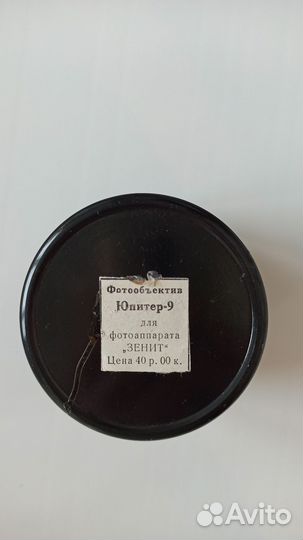 Фотообъектив
Юпитер-9
для
фотоаппарата
„ЗЕНИТ“
Цена 40 р. 00 к.
Avito